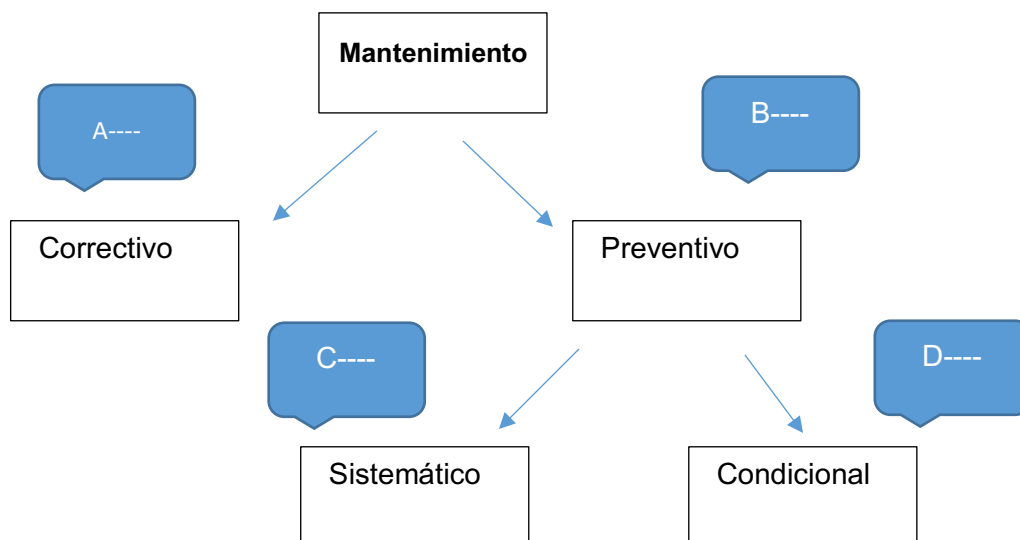 Mantenimiento
A----
B----
Correctivo
Preventivo
C----
D----
Sistemático
Condicional